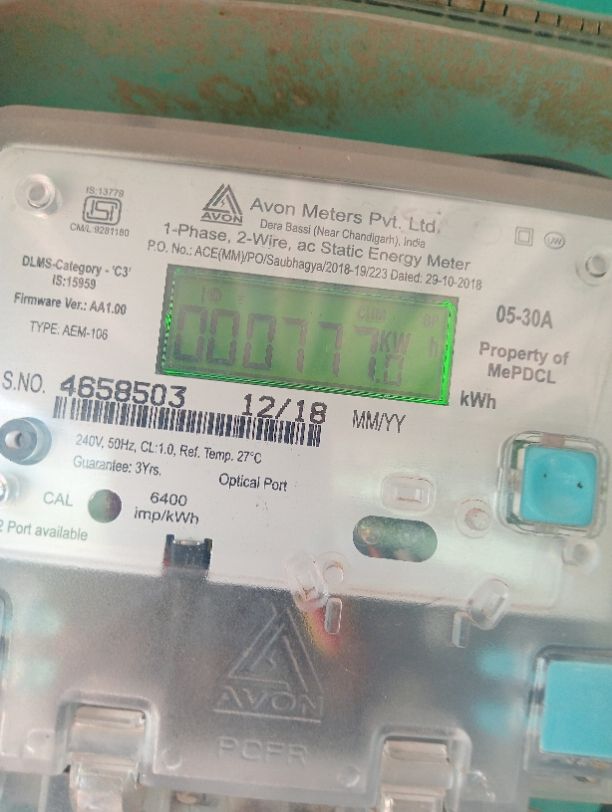 IS:13779
ISI
CM/L:9281180
AVON
Avon Meters Pvt. Ltd.
Dera Bassi (Near Chandigarh), India
1-Phase, 2-Wire, ac Static Energy Meter
P.O. No.: ACE(MM)/PO/Saubhagya/2018-19/223 Dated: 29-10-2018
DLMS-Category - 'C3'
IS:15959
Firmware Ver.: AA1.00
TYPE: AEM-106
CUM
000777.0 KW h
05-30A
Property of
MePDCL
kWh
S.NO. 4658503 12/18 MM/YY
240V, 50Hz, CL:1.0, Ref. Temp. 27°C
Guarantee: 3Yrs.
Optical Port
CAL
6400
imp/kWh
Port available
AVON
PCFR